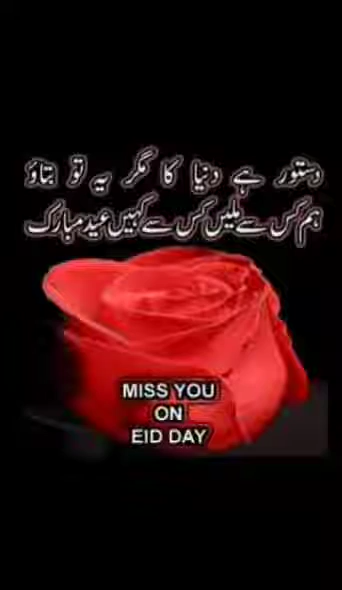 دستور ہے دنیا کا مگر یہ تو بتاؤ
ہم کس سے ملیں کس سے کہیں عید مبارک
MISS YOU
ON
EID DAY